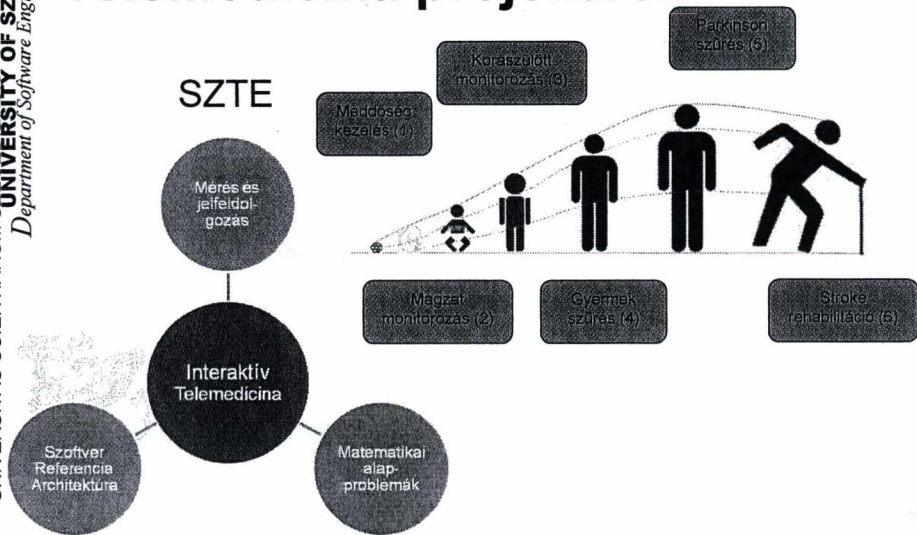 UNIVERSITY OF SZ
Department of Software Eng
SZTE
Meddőség-
kezelés (1)
Koraszülött
monitorozás (3)
Parkinson
szűrés (5)
Mérés és
jelfeldol-
gozás
Magzat
monitorozás (2)
Gyermek
szűrés (4)
Stroke
rehabilitáció (6)
Interaktív
Telemedicina
Szoftver
Referencia
Architektúra
Matematikai
alap-
problémák